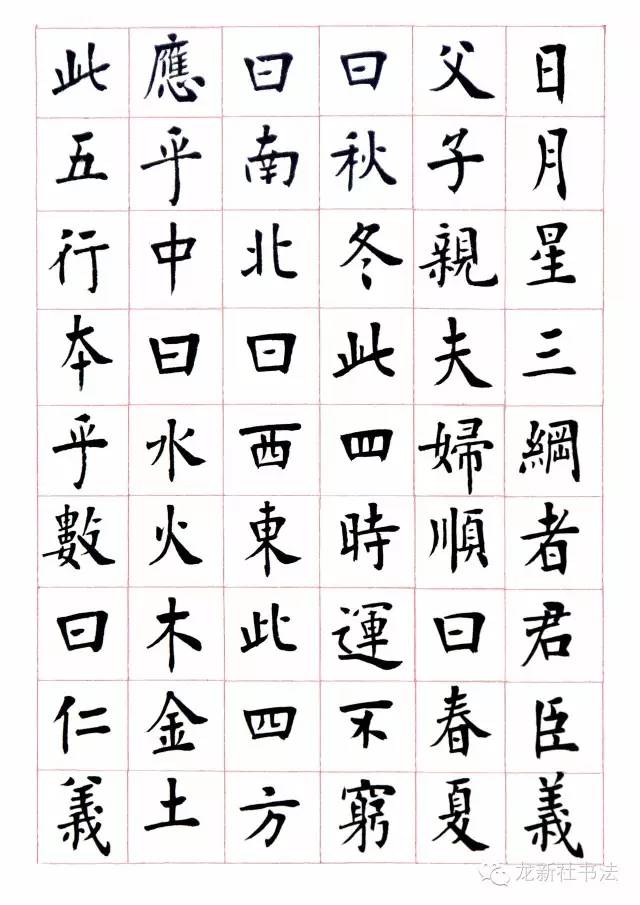 日月星三綱者君臣義
父子親夫婦順曰春夏
曰秋冬此四時運不窮
曰南北曰西東此四方
應乎中曰水火木金土
此五行本乎數曰仁義
龙新社书法